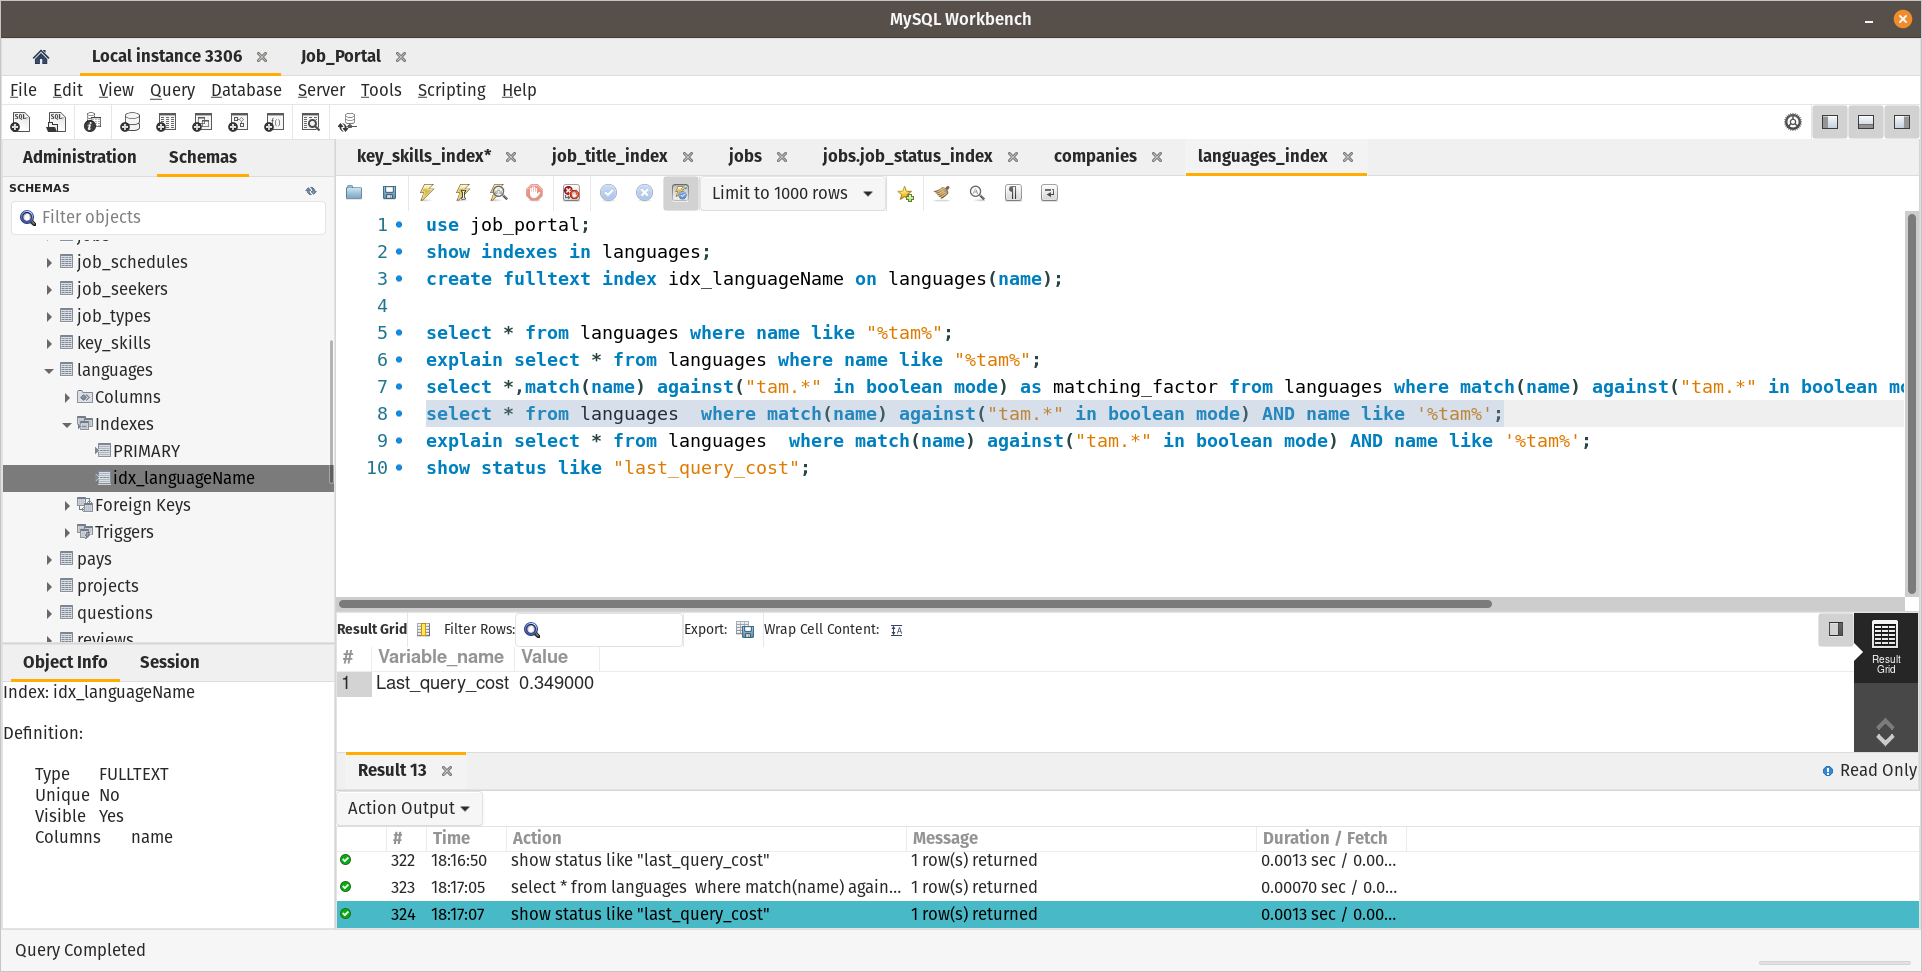 MySQL Workbench
Local instance 3306
Job_Portal
File Edit View Query Database Server Tools Scripting Help
Administration Schemas
SCHEMAS
Filter objects
job_schedules
job_seekers
job_types
key_skills
languages
Columns
Indexes
PRIMARY
idx_languageName
Foreign Keys
Triggers
pays
projects
questions
reviews
Object Info Session
Index: idx_languageName
Definition:
Type FULLTEXT
Unique No
Visible Yes
Columns name
key_skills_index* job_title_index jobs jobs.job_status_index companies languages_index
Limit to 1000 rows
1 use job_portal;
2 show indexes in languages;
3 create fulltext index idx_languageName on languages(name);
4
5 select * from languages where name like "%tam%";
6 explain select * from languages where name like "%tam%";
7 select *,match(name) against("tam.*" in boolean mode) as matching_factor from languages where match(name) against("tam.*" in boolean
8 select * from languages  where match(name) against("tam.*" in boolean mode) AND name like '%tam%';
9 explain select * from languages  where match(name) against("tam.*" in boolean mode) AND name like '%tam%';
10 show status like "last_query_cost";
Result Grid Filter Rows: Export: Wrap Cell Content:
# Variable_name Value
1 Last_query_cost 0.349000
Result Grid
Result 13
Read Only
Action Output
# Time Action Message Duration / Fetch
322 18:16:50 show status like "last_query_cost" 1 row(s) returned 0.0013 sec / 0.00...
323 18:17:05 select * from languages  where match(name) again... 1 row(s) returned 0.00070 sec / 0.0...
324 18:17:07 show status like "last_query_cost" 1 row(s) returned 0.0013 sec / 0.00...
Query Completed